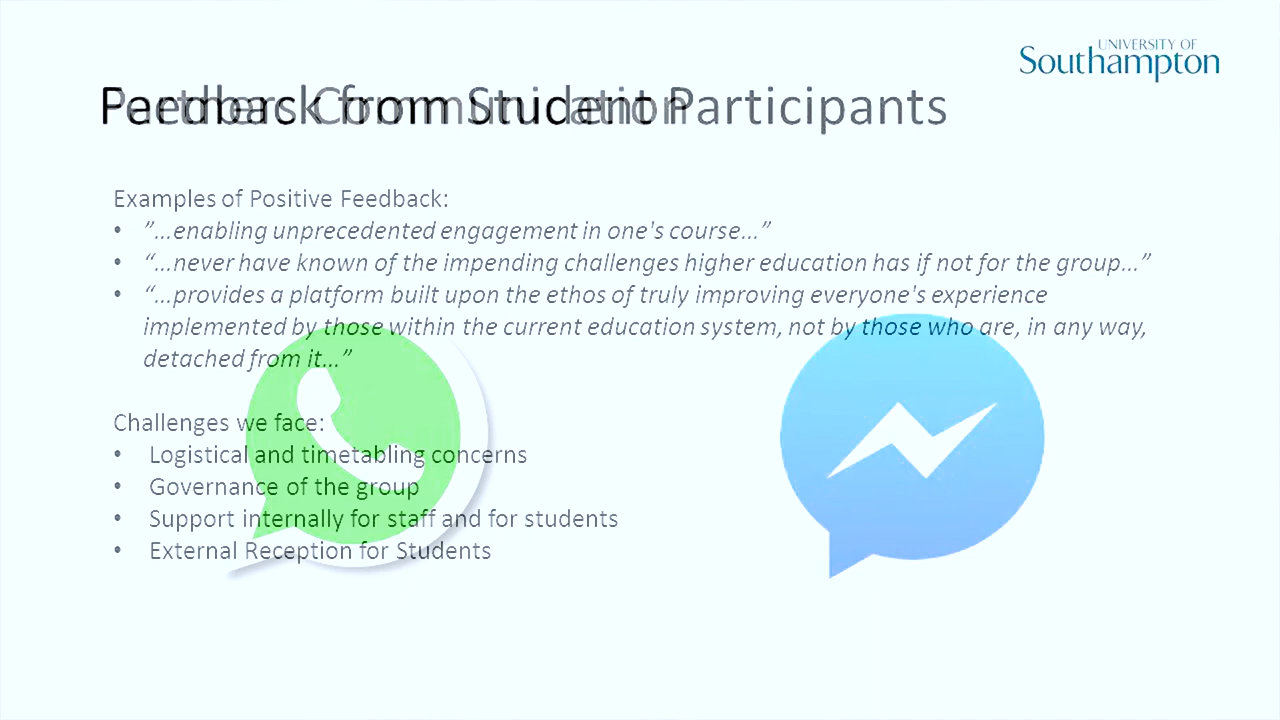 UNIVERSITY OF
Southampton
Feedback from Student Participants
Examples of Positive Feedback:
• ”...enabling unprecedented engagement in one's course...”
• “...never have known of the impending challenges higher education has if not for the group...”
• “...provides a platform built upon the ethos of truly improving everyone's experience
implemented by those within the current education system, not by those who are, in any way,
detached from it...”
Challenges we face:
• Logistical and timetabling concerns
• Governance of the group
• Support internally for staff and for students
• External Reception for Students